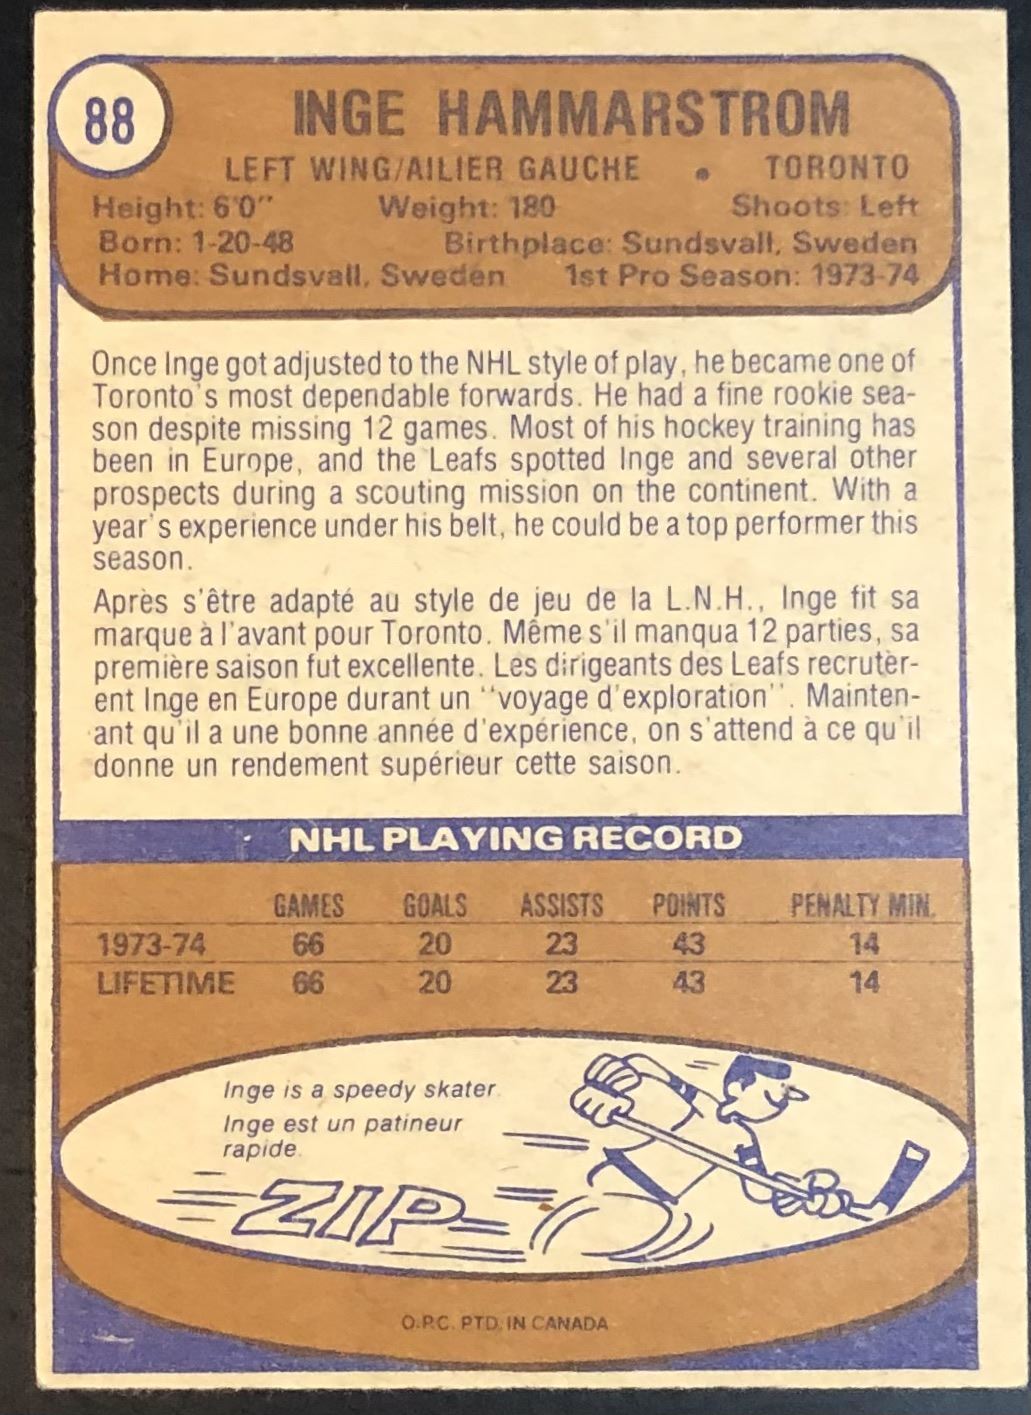 88
INGE HAMMARSTROM
LEFT WING/AILIER GAUCHE • TORONTO
Height: 6'0" Weight: 180 Shoots: Left
Born: 1-20-48 Birthplace: Sundsvall, Sweden
Home: Sundsvall, Sweden 1st Pro Season: 1973-74
Once Inge got adjusted to the NHL style of play, he became one of
Toronto's most dependable forwards. He had a fine rookie sea-
son despite missing 12 games. Most of his hockey training has
been in Europe, and the Leafs spotted Inge and several other
prospects during a scouting mission on the continent. With a
year's experience under his belt, he could be a top performer this
season.
Après s'être adapté au style de jeu de la L.N.H., Inge fit sa
marque à l'avant pour Toronto. Même s'il manqua 12 parties, sa
première saison fut excellente. Les dirigeants des Leafs recrutèr-
ent Inge en Europe durant un "voyage d'exploration". Mainten-
ant qu'il a une bonne année d'expérience, on s'attend à ce qu'il
donne un rendement supérieur cette saison.
NHL PLAYING RECORD
GAMES GOALS ASSISTS POINTS PENALTY MIN.
1973-74 66 20 23 43 14
LIFETIME 66 20 23 43 14
Inge is a speedy skater.
Inge est un patineur
rapide.
ZIP
O.P.C. PTD. IN CANADA